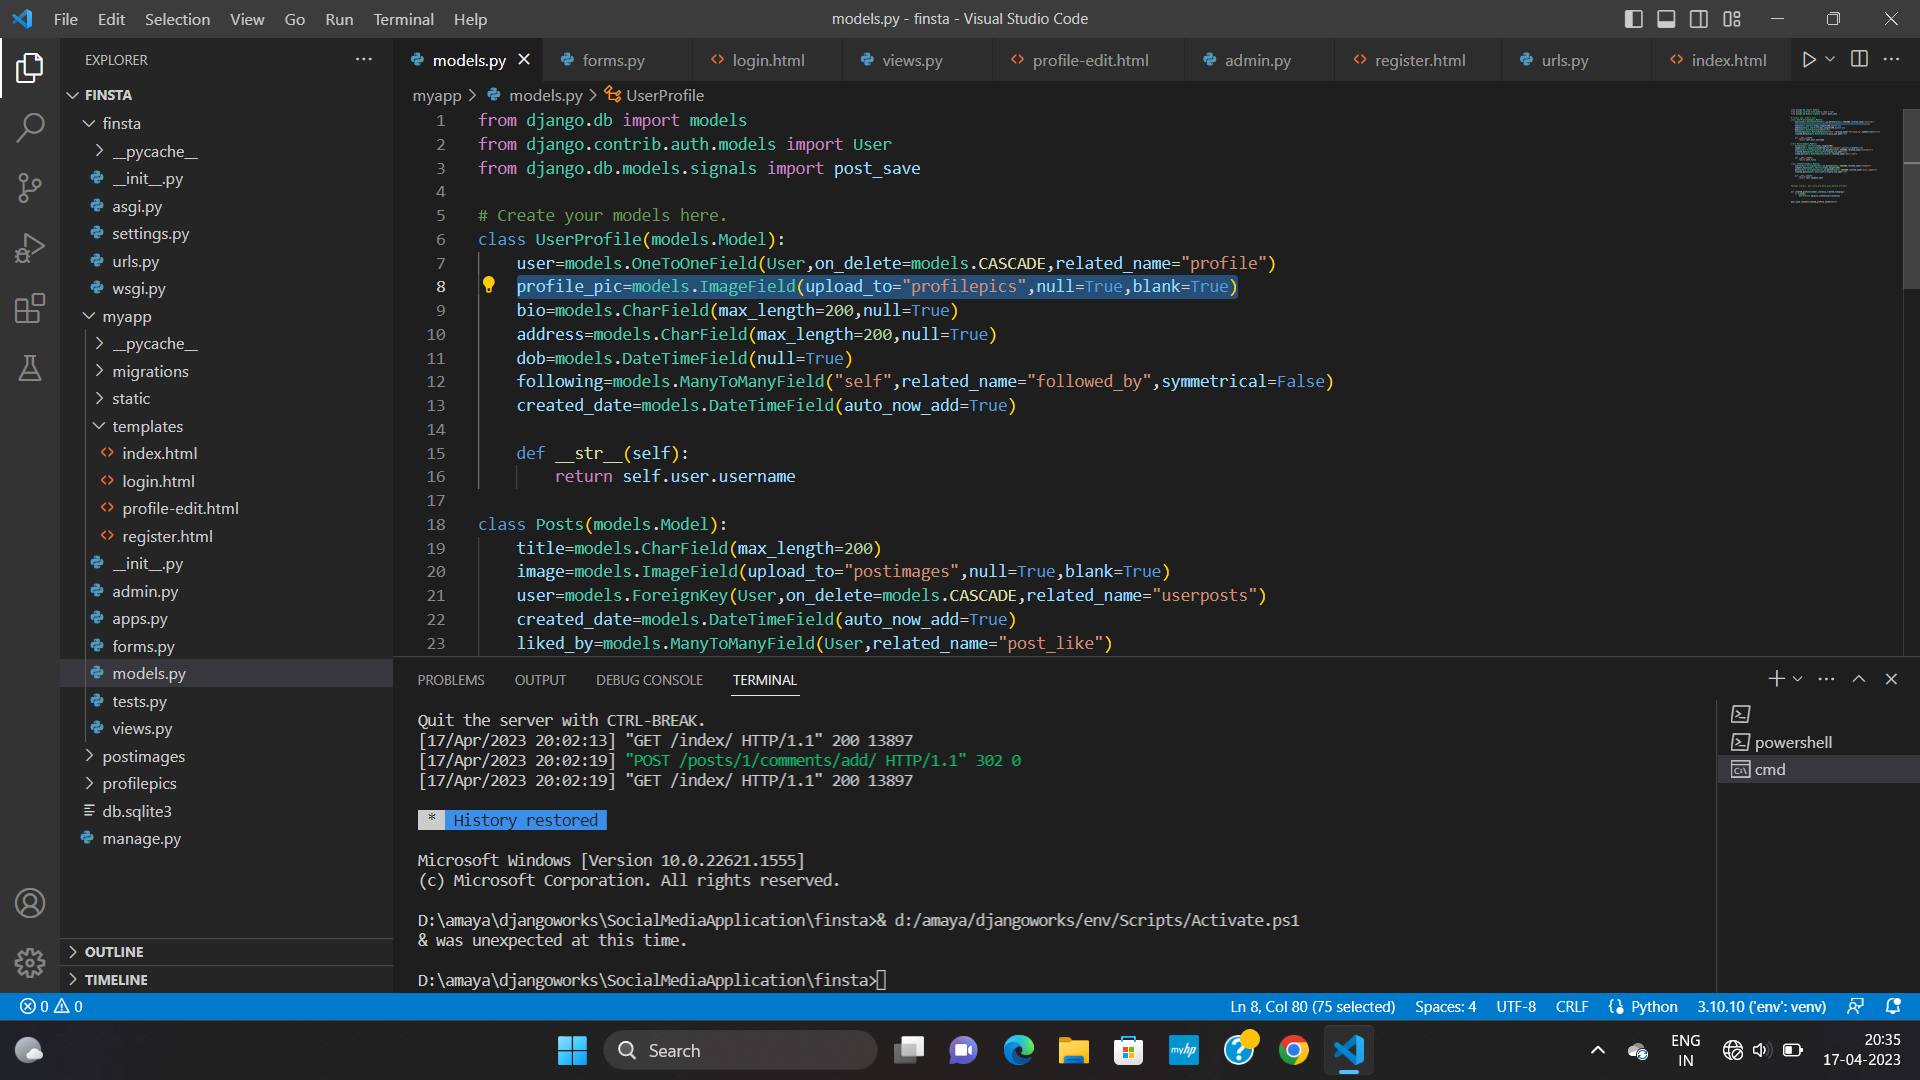 File Edit Selection View Go Run Terminal Help
models.py - finsta - Visual Studio Code
EXPLORER
FINSTA
finsta
__pycache__
__init__.py
asgi.py
settings.py
urls.py
wsgi.py
myapp
__pycache__
migrations
static
templates
index.html
login.html
profile-edit.html
register.html
__init__.py
admin.py
apps.py
forms.py
models.py
tests.py
views.py
postimages
profilepics
db.sqlite3
manage.py
OUTLINE
TIMELINE
models.py forms.py login.html views.py profile-edit.html admin.py register.html urls.py index.html
myapp > models.py > UserProfile
1 from django.db import models
2 from django.contrib.auth.models import User
3 from django.db.models.signals import post_save
4
5 # Create your models here.
6 class UserProfile(models.Model):
7 user=models.OneToOneField(User,on_delete=models.CASCADE,related_name="profile")
8 profile_pic=models.ImageField(upload_to="profilepics",null=True,blank=True)
9 bio=models.CharField(max_length=200,null=True)
10 address=models.CharField(max_length=200,null=True)
11 dob=models.DateTimeField(null=True)
12 following=models.ManyToManyField("self",related_name="followed_by",symmetrical=False)
13 created_date=models.DateTimeField(auto_now_add=True)
14
15 def __str__(self):
16 return self.user.username
17
18 class Posts(models.Model):
19 title=models.CharField(max_length=200)
20 image=models.ImageField(upload_to="postimages",null=True,blank=True)
21 user=models.ForeignKey(User,on_delete=models.CASCADE,related_name="userposts")
22 created_date=models.DateTimeField(auto_now_add=True)
23 liked_by=models.ManyToManyField(User,related_name="post_like")
PROBLEMS OUTPUT DEBUG CONSOLE TERMINAL
Quit the server with CTRL-BREAK.
[17/Apr/2023 20:02:13] "GET /index/ HTTP/1.1" 200 13897
[17/Apr/2023 20:02:19] "POST /posts/1/comments/add/ HTTP/1.1" 302 0
[17/Apr/2023 20:02:19] "GET /index/ HTTP/1.1" 200 13897
* History restored
Microsoft Windows [Version 10.0.22621.1555]
(c) Microsoft Corporation. All rights reserved.
D:\amaya\djangoworks\SocialMediaApplication\finsta>& d:/amaya/djangoworks/env/Scripts/Activate.ps1
& was unexpected at this time.
D:\amaya\djangoworks\SocialMediaApplication\finsta>
powershell
cmd
0 0
Ln 8, Col 80 (75 selected) Spaces: 4 UTF-8 CRLF Python 3.10.10 ('env': venv)
Search
myhp
ENG
IN
20:35
17-04-2023